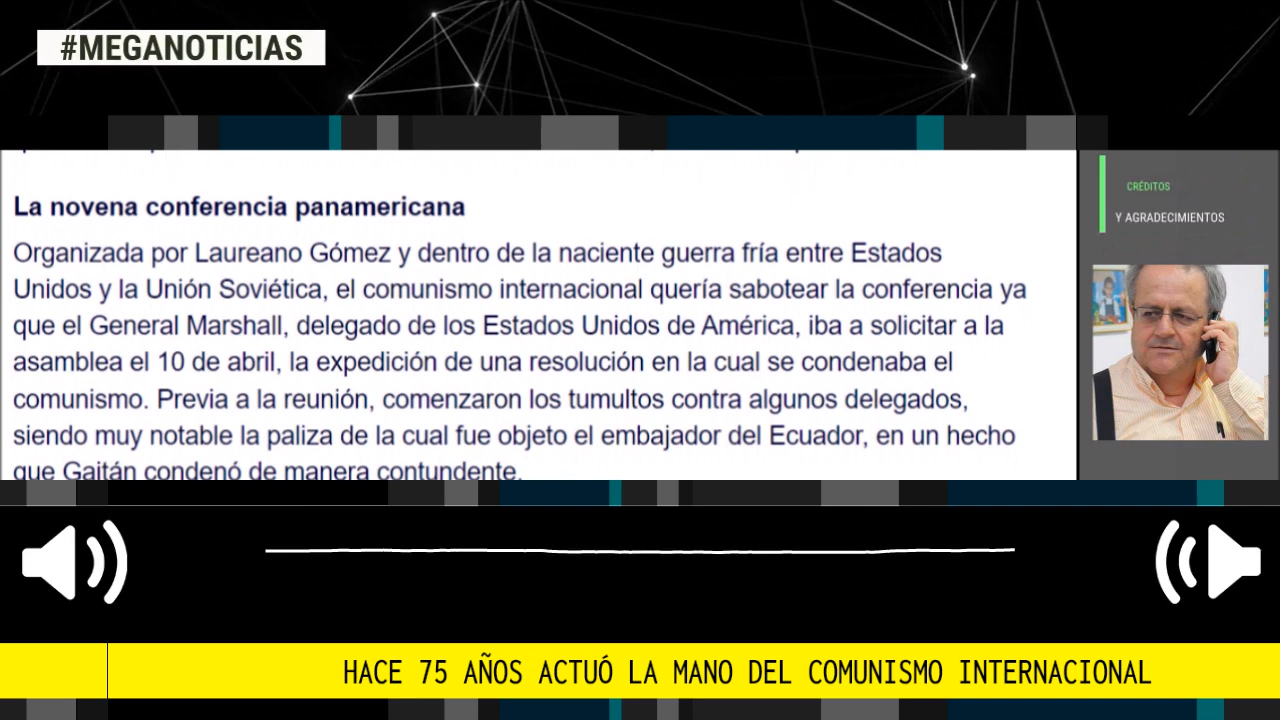 #MEGANOTICIAS
CRÉDITOS
Y AGRADECIMIENTOS
La novena conferencia panamericana
Organizada por Laureano Gómez y dentro de la naciente guerra fría entre Estados
Unidos y la Unión Soviética, el comunismo internacional quería sabotear la conferencia ya
que el General Marshall, delegado de los Estados Unidos de América, iba a solicitar a la
asamblea el 10 de abril, la expedición de una resolución en la cual se condenaba el
comunismo. Previa a la reunión, comenzaron los tumultos contra algunos delegados,
siendo muy notable la paliza de la cual fue objeto el embajador del Ecuador, en un hecho
que Gaitán condenó de manera contundente.
HACE 75 AÑOS ACTUÓ LA MANO DEL COMUNISMO INTERNACIONAL